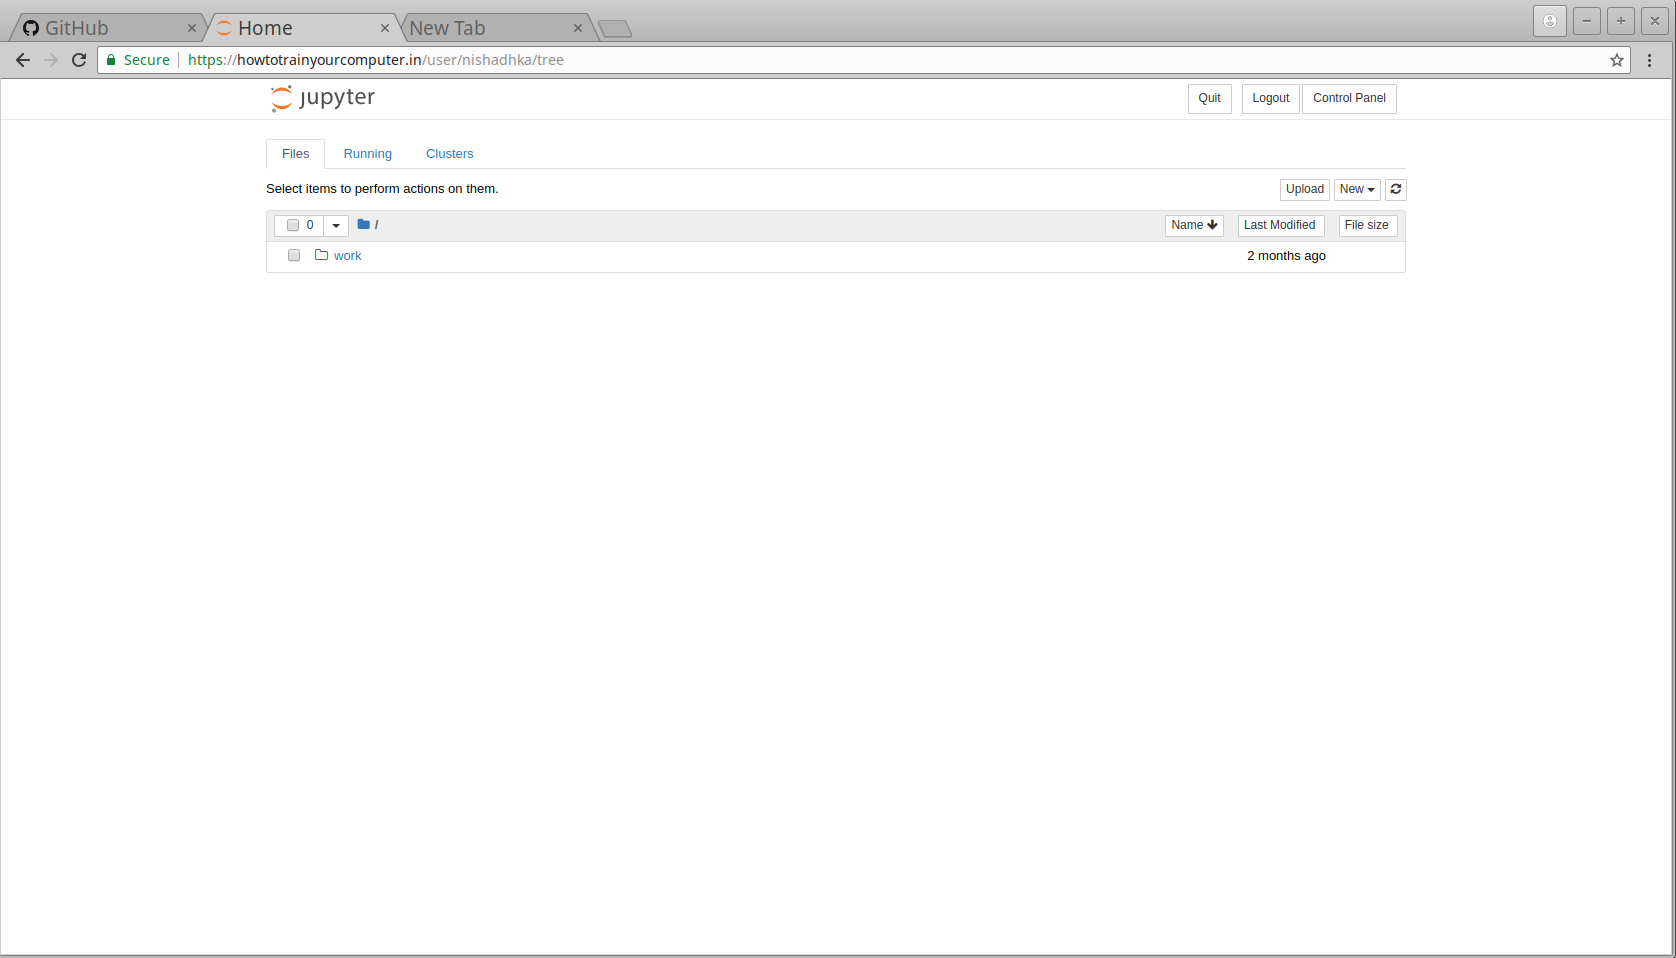 GitHub Home New Tab
Secure https://howtotrainyourcomputer.in/user/nishadhka/tree
jupyter Quit Logout Control Panel
Files Running Clusters
Select items to perform actions on them. Upload New
0 / Name Last Modified File size
work 2 months ago